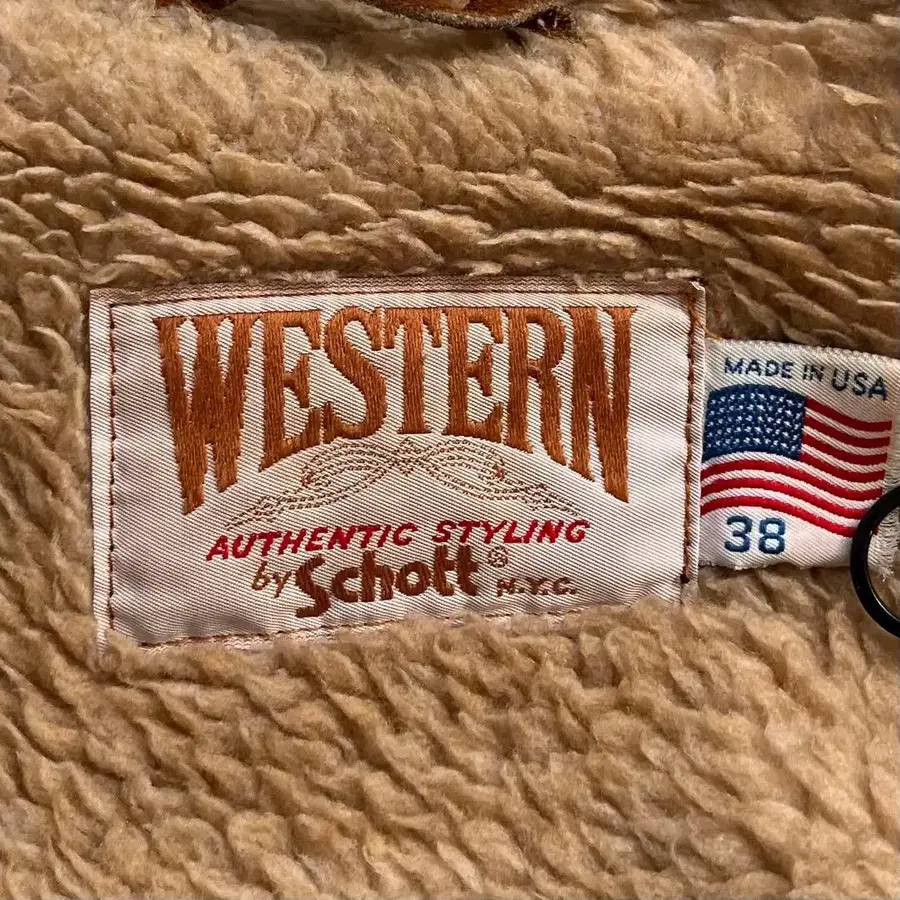 WESTERN
AUTHENTIC STYLING
by Schott® N.Y.C.
MADE IN USA
38